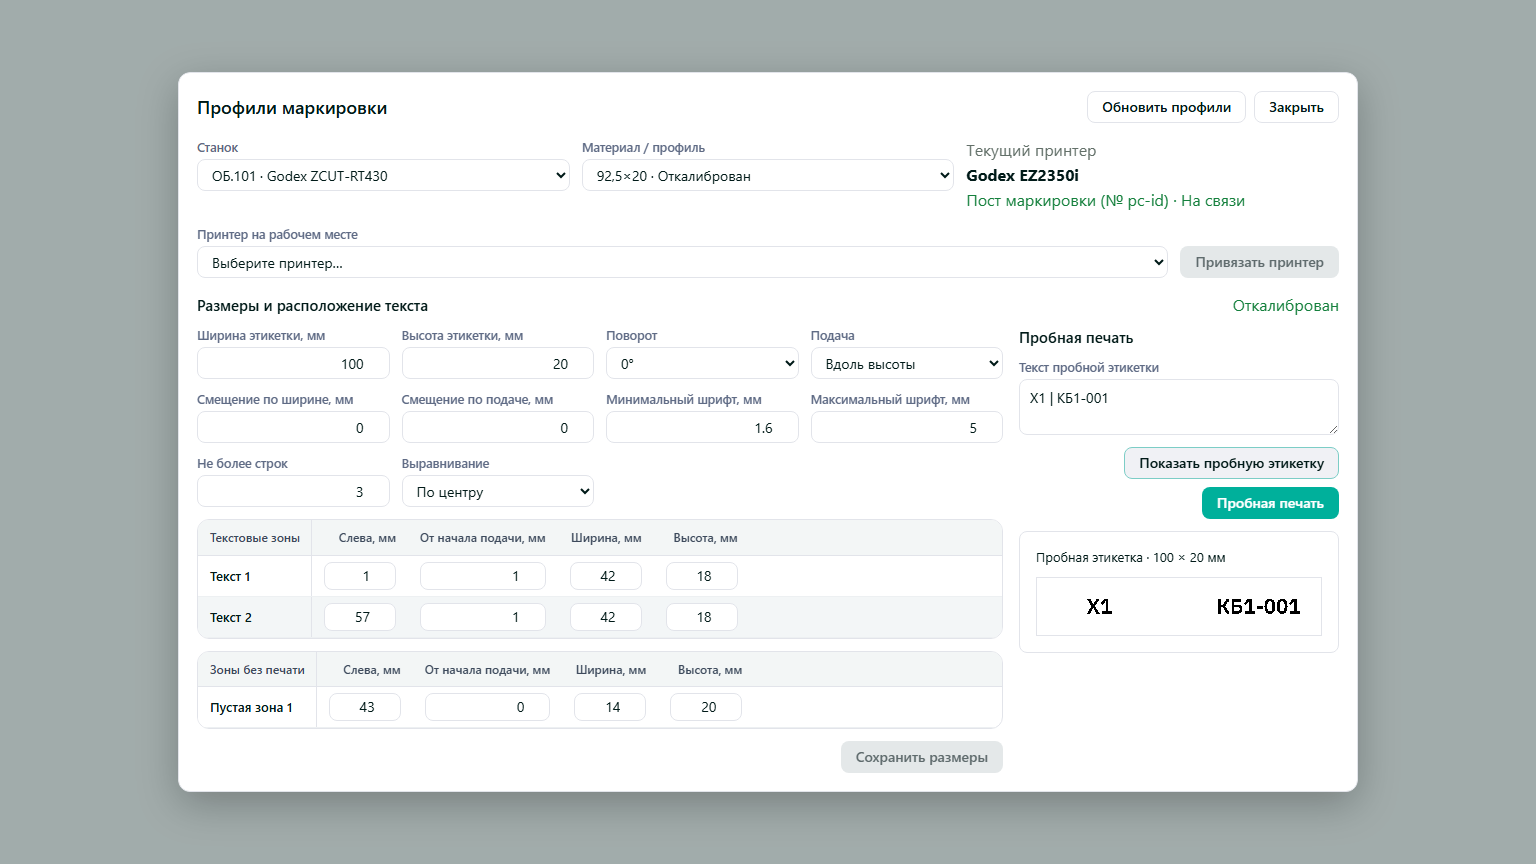 Профили маркировки
Обновить профили
Закрыть
Станок
Материал / профиль
Текущий принтер
ОБ.101 · Godex ZCUT-RT430
92,5×20 · Откалиброван
Godex EZ2350i
Пост маркировки (№ pc-id) · На связи
Принтер на рабочем месте
Выберите принтер...
Привязать принтер
Размеры и расположение текста
Откалиброван
Ширина этикетки, мм
Высота этикетки, мм
Поворот
Подача
100
20
0°
Вдоль высоты
Смещение по ширине, мм
Смещение по подаче, мм
Минимальный шрифт, мм
Максимальный шрифт, мм
0
0
1.6
5
Не более строк
Выравнивание
3
По центру
Текстовые зоны
Слева, мм
От начала подачи, мм
Ширина, мм
Высота, мм
Текст 1
1
1
42
18
Текст 2
57
1
42
18
Зоны без печати
Слева, мм
От начала подачи, мм
Ширина, мм
Высота, мм
Пустая зона 1
43
0
14
20
Сохранить размеры
Пробная печать
Текст пробной этикетки
X1 | КБ1-001
Показать пробную этикетку
Пробная печать
Пробная этикетка · 100 × 20 мм
X1
КБ1-001